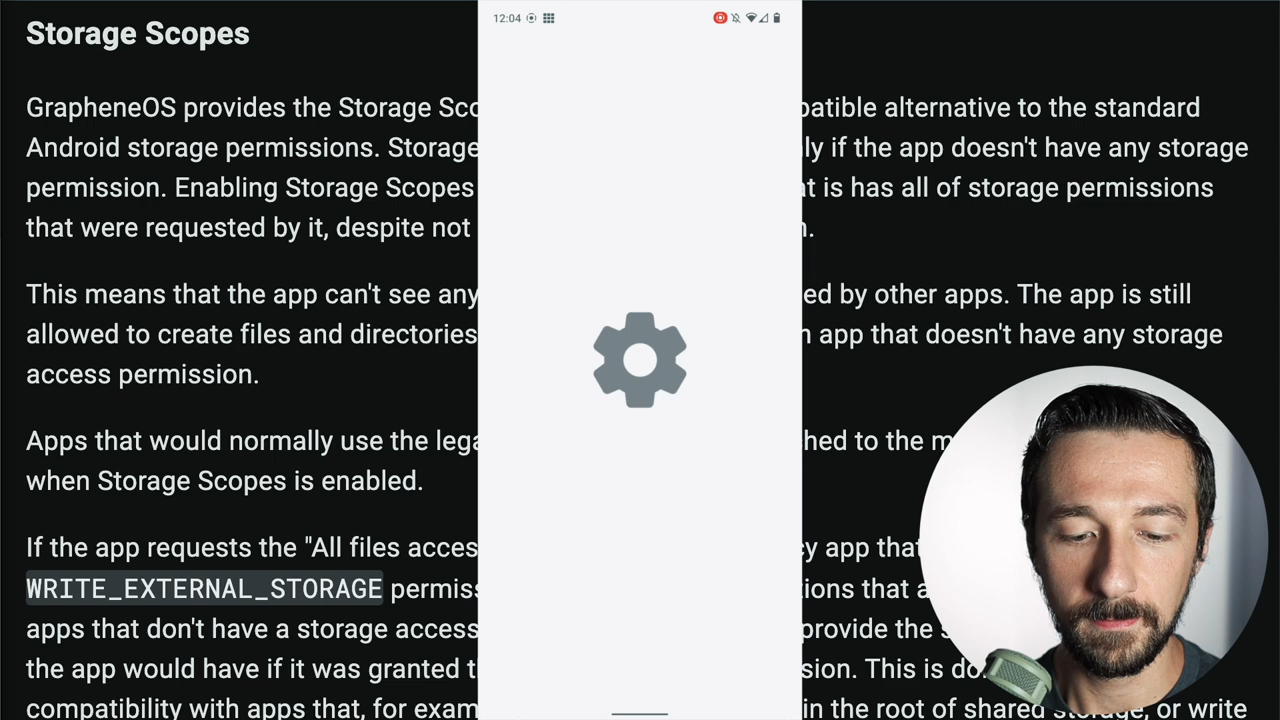 Storage Scopes
12:04
GrapheneOS provides the Storage Sco patible alternative to the standard
Android storage permissions. Storage ly if the app doesn't have any storage
permission. Enabling Storage Scopes at is has all of storage permissions
that were requested by it, despite not n.
This means that the app can't see any ed by other apps. The app is still
allowed to create files and directories n app that doesn't have any storage
access permission.
Apps that would normally use the lega hed to the m
when Storage Scopes is enabled.
If the app requests the "All files acces cy app that
WRITE_EXTERNAL_STORAGE permiss tions that a
apps that don't have a storage access provide the s
the app would have if it was granted t sion. This is do
compatibility with apps that, for exam in the root of shared storage, or write